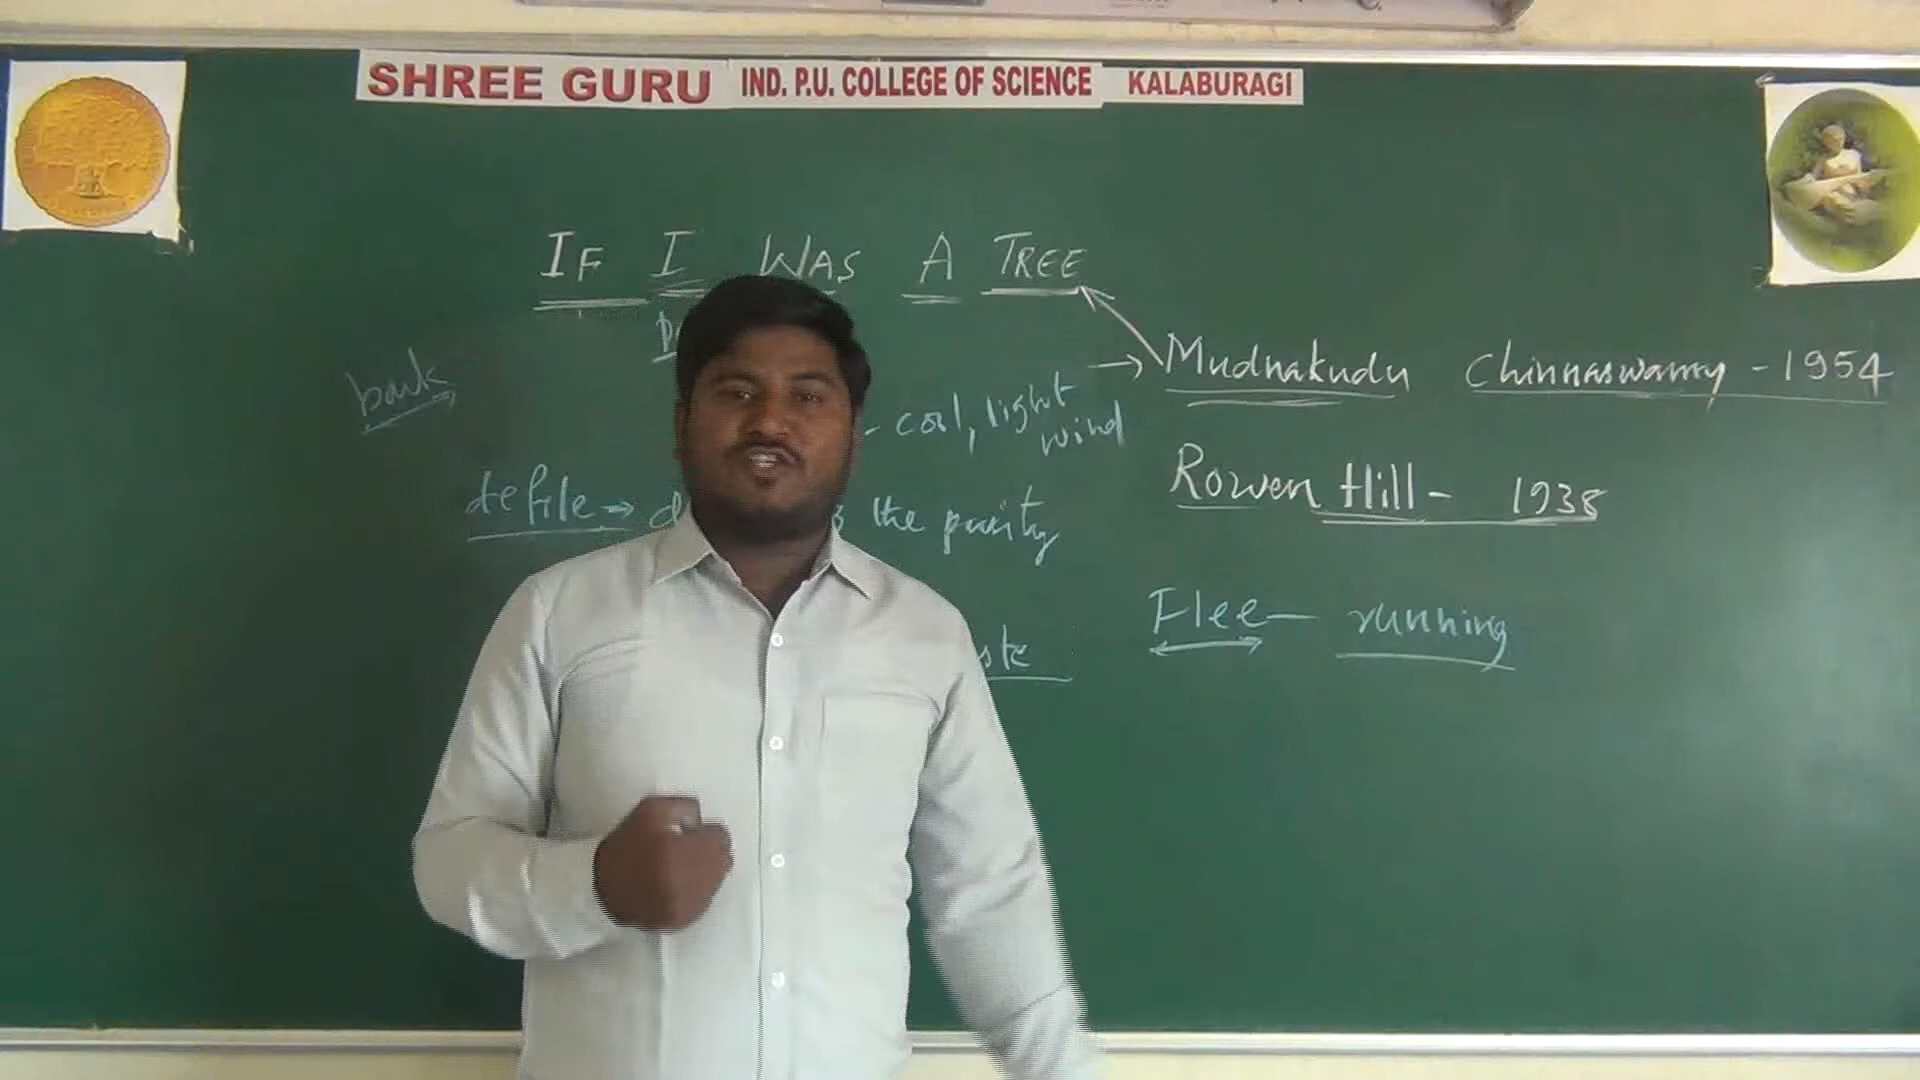 SHREE GURU IND. P.U. COLLEGE OF SCIENCE KALABURAGI
IF I WAS A TREE
Mudnakudu Chinnaswamy - 1954
bark
- cool, light
wind
Rowen Hill - 1938
defile → the purity
Flee — running